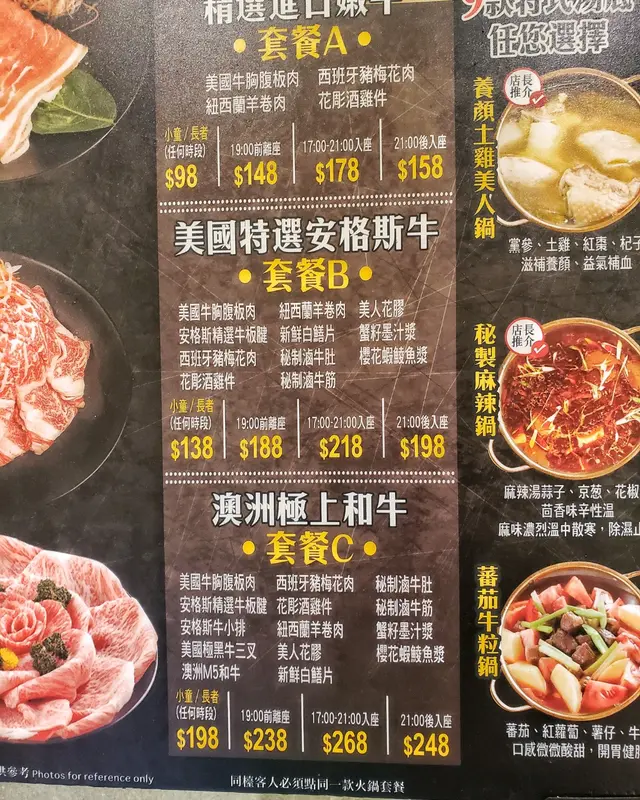 精選進口嫩牛
• 套餐A •
美國牛胸腹板肉 西班牙豬梅花肉
紐西蘭羊卷肉 花彫酒雞件
小童 / 長者
(任何時段) 19:00前離座 17:00-21:00入座 21:00後入座
$98 $148 $178 $158
美國特選安格斯牛
• 套餐B •
美國牛胸腹板肉 紐西蘭羊卷肉 美人花膠
安格斯精選牛板腱 新鮮白鱔片 蟹籽墨汁漿
西班牙豬梅花肉 秘制滷牛肚 櫻花蝦鯪魚漿
花彫酒雞件 秘制滷牛筋
小童 / 長者
(任何時段) 19:00前離座 17:00-21:00入座 21:00後入座
$138 $188 $218 $198
澳洲極上和牛
• 套餐C •
美國牛胸腹板肉 西班牙豬梅花肉 秘制滷牛肚
安格斯精選牛板腱 花彫酒雞件 秘制滷牛筋
安格斯牛小排 紐西蘭羊卷肉 蟹籽墨汁漿
美國極黑牛三叉 美人花膠 櫻花蝦鯪魚漿
澳洲M5和牛 新鮮白鱔片
小童 / 長者
(任何時段) 19:00前離座 17:00-21:00入座 21:00後入座
$198 $238 $268 $248
同檯客人必須點同一款火鍋套餐
供參考 Photos for reference only
9款特式湯底
任您選擇
店長
推介
養顏土雞美人鍋
黨參、土雞、紅棗、杞子
滋補養顏、益氣補血
店長
推介
秘製麻辣鍋
麻辣湯蒜子、京葱、花椒
茴香味辛性溫
麻味濃烈溫中散寒，除濕止
蕃茄牛粒鍋
蕃茄、紅蘿蔔、薯仔、牛
口感微微酸甜，開胃健脾